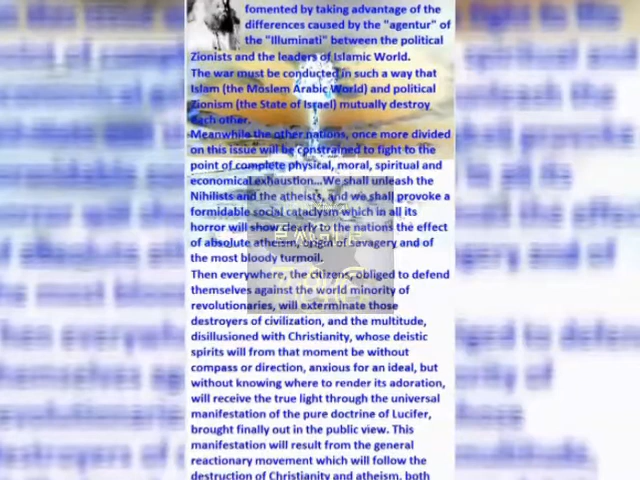 fomented by taking advantage of the
differences caused by the "agentur" of
the "Illuminati" between the political
Zionists and the leaders of Islamic World.
The war must be conducted in such a way that
Islam (the Moslem Arabic World) and political
Zionism (the State of Israel) mutually destroy
each other.
Meanwhile the other nations, once more divided
on this issue will be constrained to fight to the
point of complete physical, moral, spiritual and
economical exhaustion...We shall unleash the
Nihilists and the atheists, and we shall provoke a
formidable social cataclysm which in all its
horror will show clearly to the nations the effect
of absolute atheism, origin of savagery and of
the most bloody turmoil.
Then everywhere, the citizens, obliged to defend
themselves against the world minority of
revolutionaries, will exterminate those
destroyers of civilization, and the multitude,
disillusioned with Christianity, whose deistic
spirits will from that moment be without
compass or direction, anxious for an ideal, but
without knowing where to render its adoration,
will receive the true light through the universal
manifestation of the pure doctrine of Lucifer,
brought finally out in the public view. This
manifestation will result from the general
reactionary movement which will follow the
destruction of Christianity and atheism, both